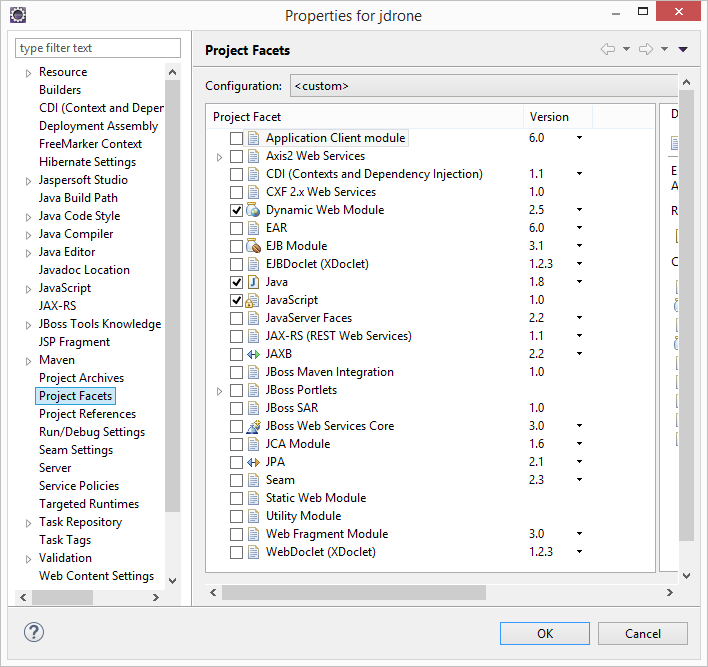 Properties for jdrone
type filter text
Resource
Builders
CDI (Context and Deper
Deployment Assembly
FreeMarker Context
Hibernate Settings
Jaspersoft Studio
Java Build Path
Java Code Style
Java Compiler
Java Editor
Javadoc Location
JavaScript
JAX-RS
JBoss Tools Knowledge
JSP Fragment
Maven
Project Archives
Project Facets
Project References
Run/Debug Settings
Seam Settings
Server
Service Policies
Targeted Runtimes
Task Repository
Task Tags
Validation
Web Content Settings
Project Facets
Configuration: <custom>
Project Facet Version
Application Client module 6.0
Axis2 Web Services
CDI (Contexts and Dependency Injection) 1.1
CXF 2.x Web Services 1.0
Dynamic Web Module 2.5
EAR 6.0
EJB Module 3.1
EJBDoclet (XDoclet) 1.2.3
Java 1.8
JavaScript 1.0
JavaServer Faces 2.2
JAX-RS (REST Web Services) 1.1
JAXB 2.2
JBoss Maven Integration 1.0
JBoss Portlets
JBoss SAR 1.0
JBoss Web Services Core 3.0
JCA Module 1.6
JPA 2.1
Seam 2.3
Static Web Module
Utility Module
Web Fragment Module 3.0
WebDoclet (XDoclet) 1.2.3
OK
Cancel